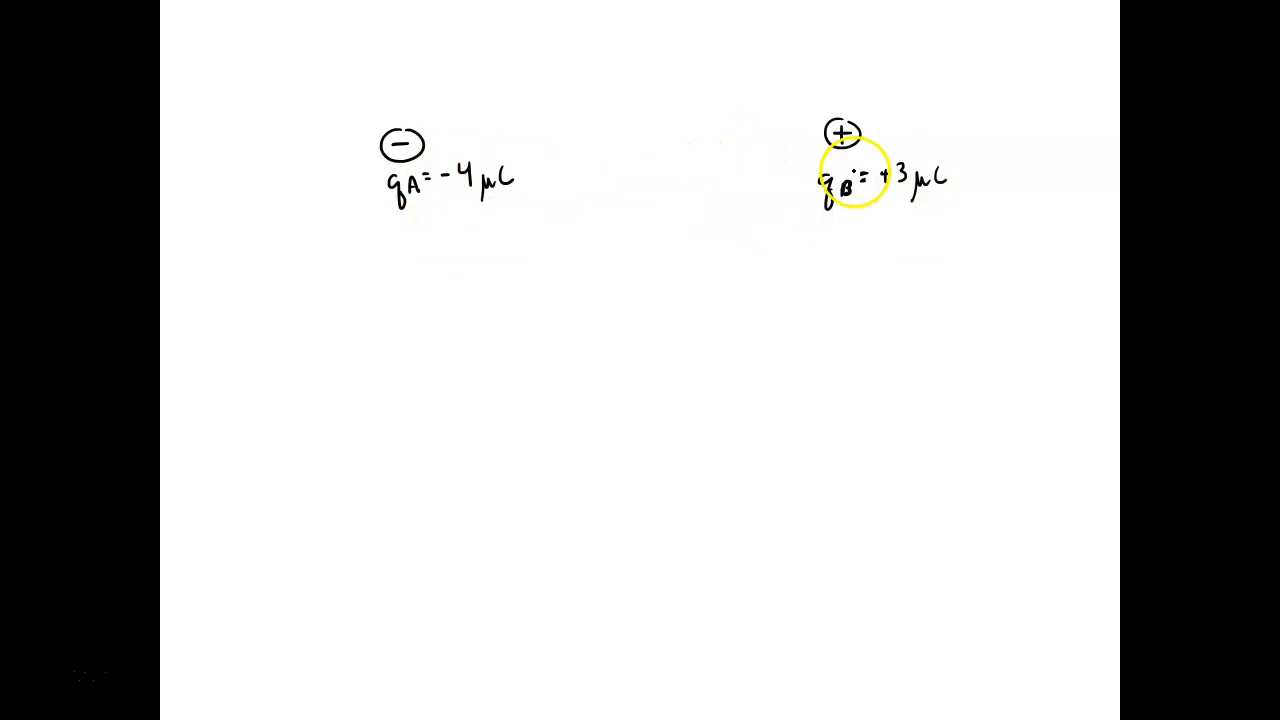 − +
qA = - 4 μC qB = + 3 μC